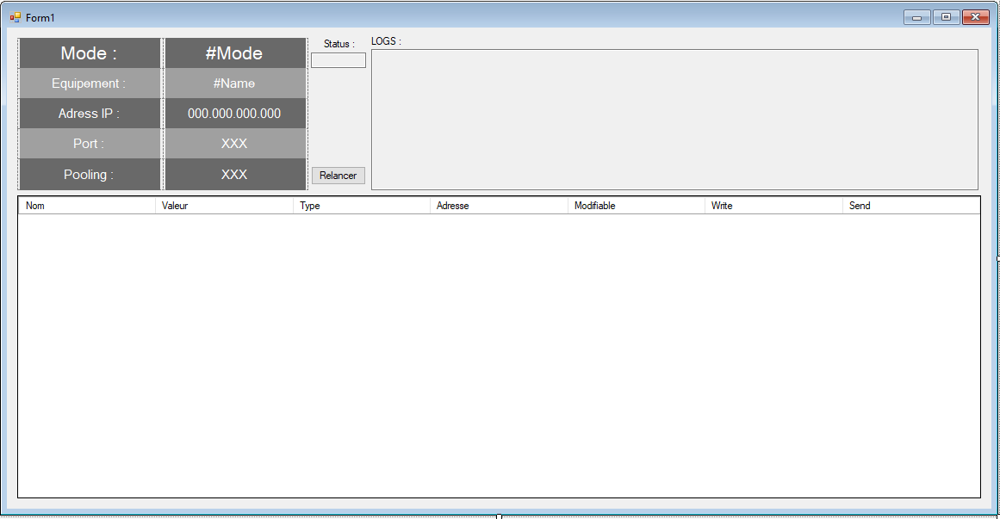 Form1
Mode :
#Mode
Status :
LOGS :
Equipement :
#Name
Adress IP :
000.000.000.000
Port :
XXX
Pooling :
XXX
Relancer
Nom
Valeur
Type
Adresse
Modifiable
Write
Send